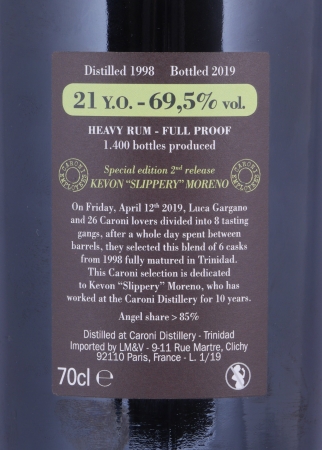 Distilled 1998 Bottled 2019
21 Y.O. - 69,5% vol.
HEAVY RUM - FULL PROOF
1.400 bottles produced
Special edition 2nd release
KEVON “SLIPPERY” MORENO
On Friday, April 12th 2019, Luca Gargano
and 26 Caroni lovers divided into 8 tasting
gangs, after a whole day spent between
barrels, they selected this blend of 6 casks
from 1998 fully matured in Trinidad.
This Caroni selection is dedicated
to Kevon “Slippery” Moreno, who has
worked at the Caroni Distillery for 10 years.
Angel share > 85%
Distilled at Caroni Distillery - Trinidad
Imported by LM&V - 9-11 Rue Martre, Clichy
92110 Paris, France - L. 1/19
70cl ℮